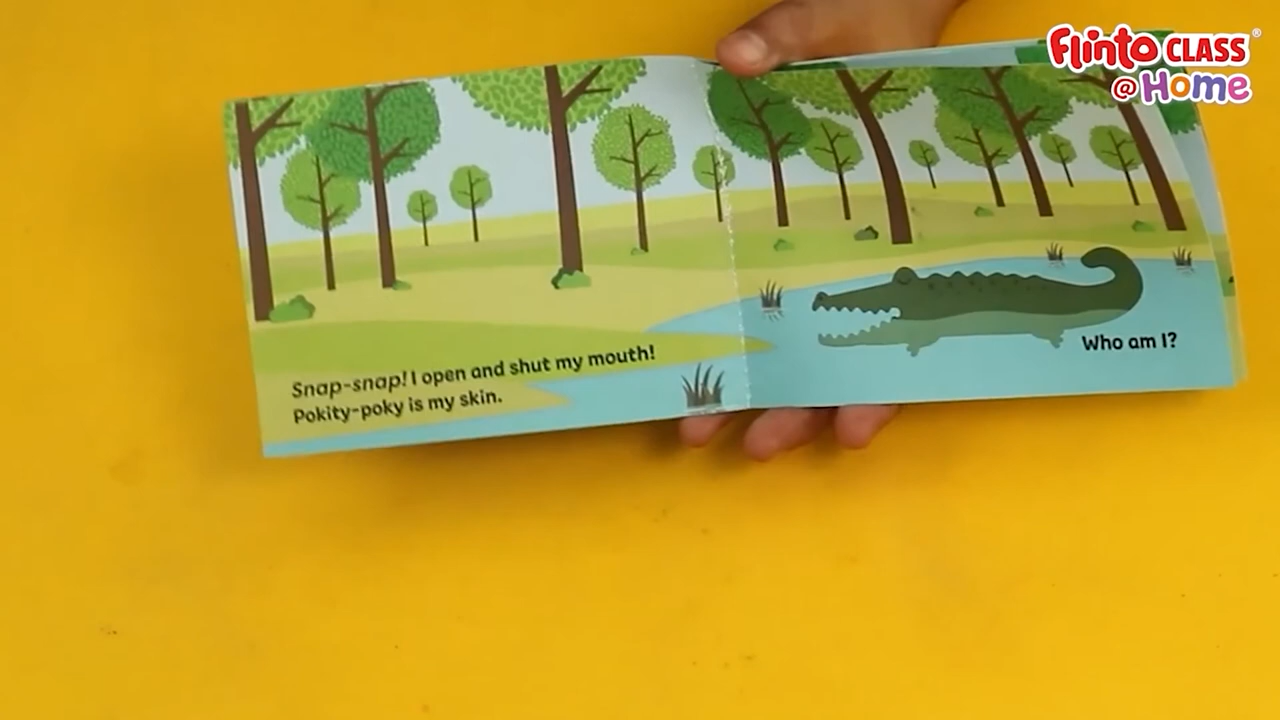 Flinto CLASS®
@Home
Snap-snap! I open and shut my mouth!
Pokity-poky is my skin.
Who am I?